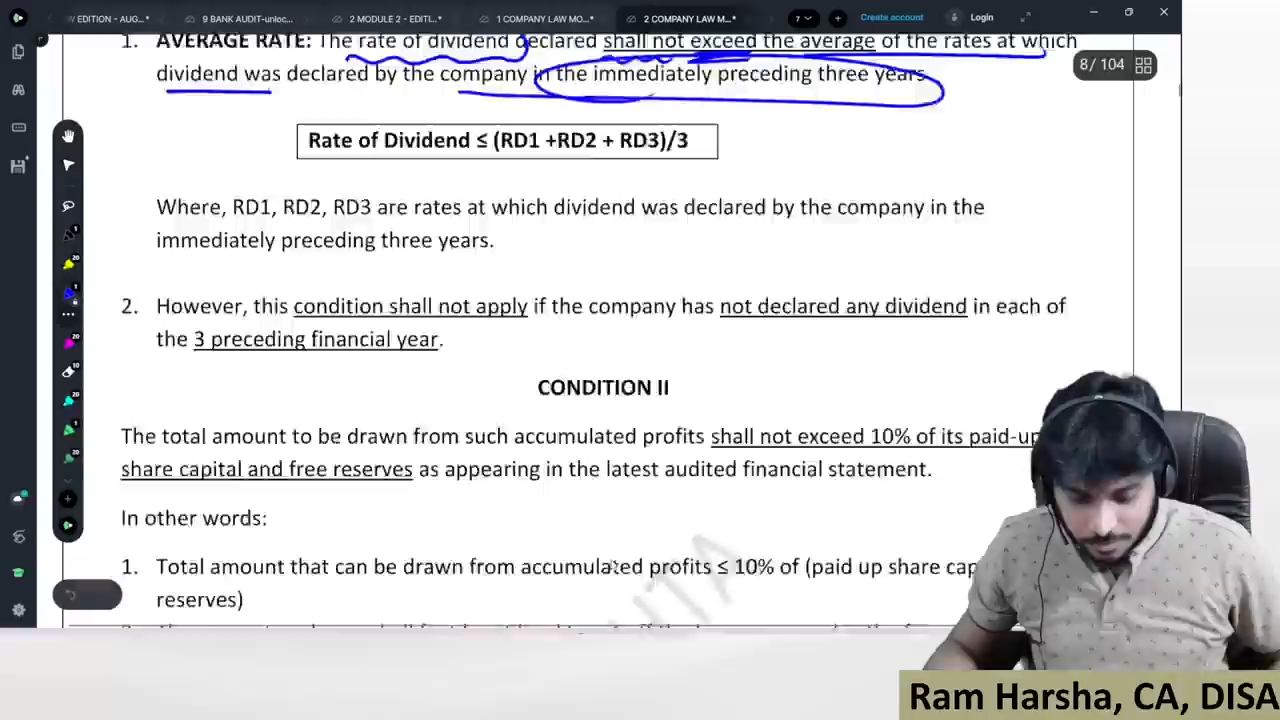 W EDITION - AUG...*
9 BANK AUDIT-unloc...
2 MODULE 2 - EDITI...*
1 COMPANY LAW MO...*
2 COMPANY LAW M...*
7
Create account
Login
1. AVERAGE RATE: The rate of dividend declared shall not exceed the average of the rates at which
dividend was declared by the company in the immediately preceding three years.
8 / 104
Rate of Dividend ≤ (RD1 +RD2 + RD3)/3
Where, RD1, RD2, RD3 are rates at which dividend was declared by the company in the
immediately preceding three years.
2. However, this condition shall not apply if the company has not declared any dividend in each of
the 3 preceding financial year.
CONDITION II
The total amount to be drawn from such accumulated profits shall not exceed 10% of its paid-up
share capital and free reserves as appearing in the latest audited financial statement.
In other words:
1. Total amount that can be drawn from accumulated profits ≤ 10% of (paid up share cap
reserves)
Ram Harsha, CA, DISA